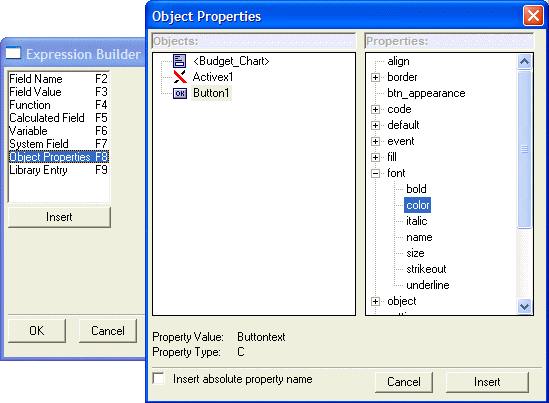 Expression Builder
Field Name F2
Field Value F3
Function F4
Calculated Field F5
Variable F6
System Field F7
Object Properties F8
Library Entry F9
Insert
OK
Cancel
Object Properties
Objects:
<Budget_Chart>
Activex1
OK Button1
Properties:
align
border
btn_appearance
code
default
event
fill
font
bold
color
italic
name
size
strikeout
underline
object
Property Value: Buttontext
Property Type: C
Insert absolute property name
Cancel
Insert